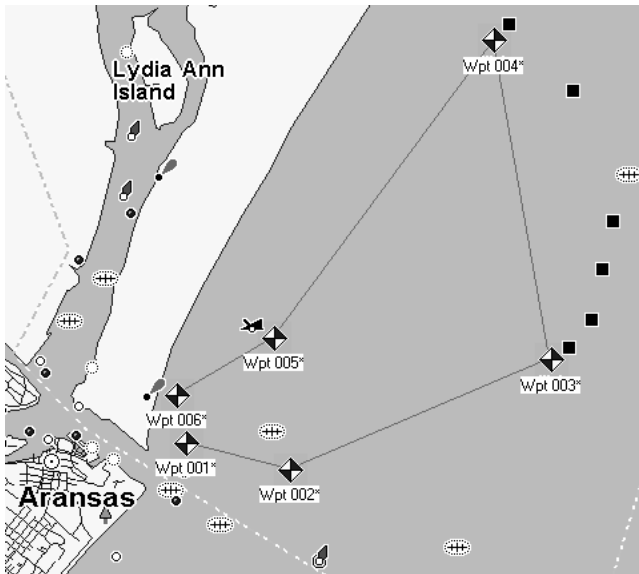 Wpt 004*
Lydia Ann
Island
Wpt 005*
Wpt 003*
Wpt 006*
Wpt 001*
Wpt 002*
Aransas